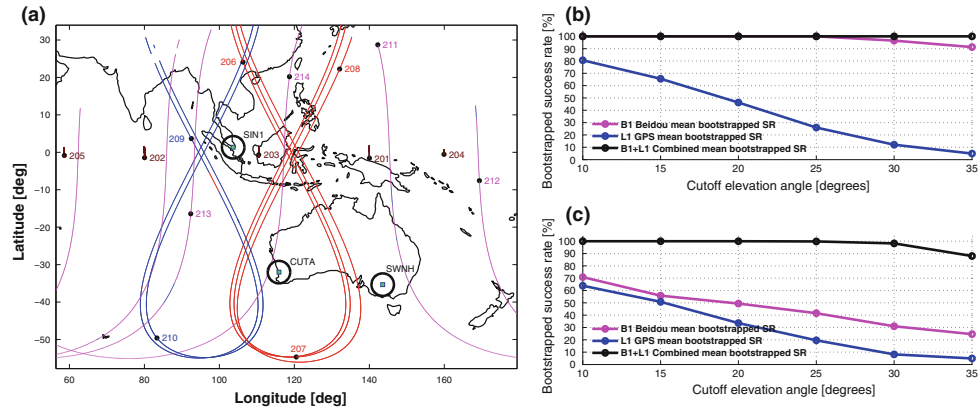 (a)
30
20
10
0
−10
−20
−30
−40
−50
Latitude [deg]
60
80
100
120
140
160
Longitude [deg]
211
206
208
214
209
SIN1
205
202
203
201
204
212
213
CUTA
SWNH
210
207
(b)
Bootstrapped success rate [%]
100
90
80
70
60
50
40
30
20
10
0
B1 Beidou mean bootstrapped SR
L1 GPS mean bootstrapped SR
B1+L1 Combined mean bootstrapped SR
10 15 20 25 30 35
Cutoff elevation angle [degrees]
(c)
Bootstrapped success rate [%]
100
90
80
70
60
50
40
30
20
10
0
B1 Beidou mean bootstrapped SR
L1 GPS mean bootstrapped SR
B1+L1 Combined mean bootstrapped SR
10 15 20 25 30 35
Cutoff elevation angle [degrees]